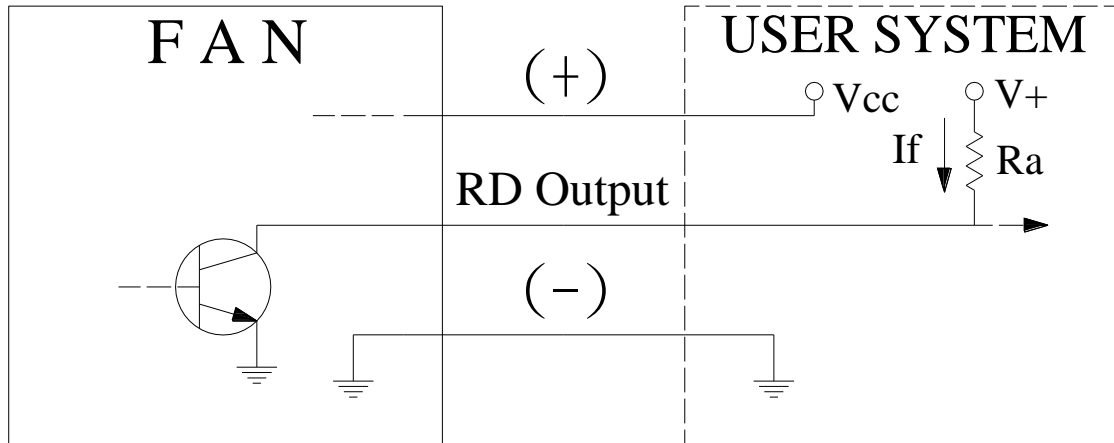 F A N
USER SYSTEM
(+)
Vcc
V+
If
Ra
RD Output
(-)